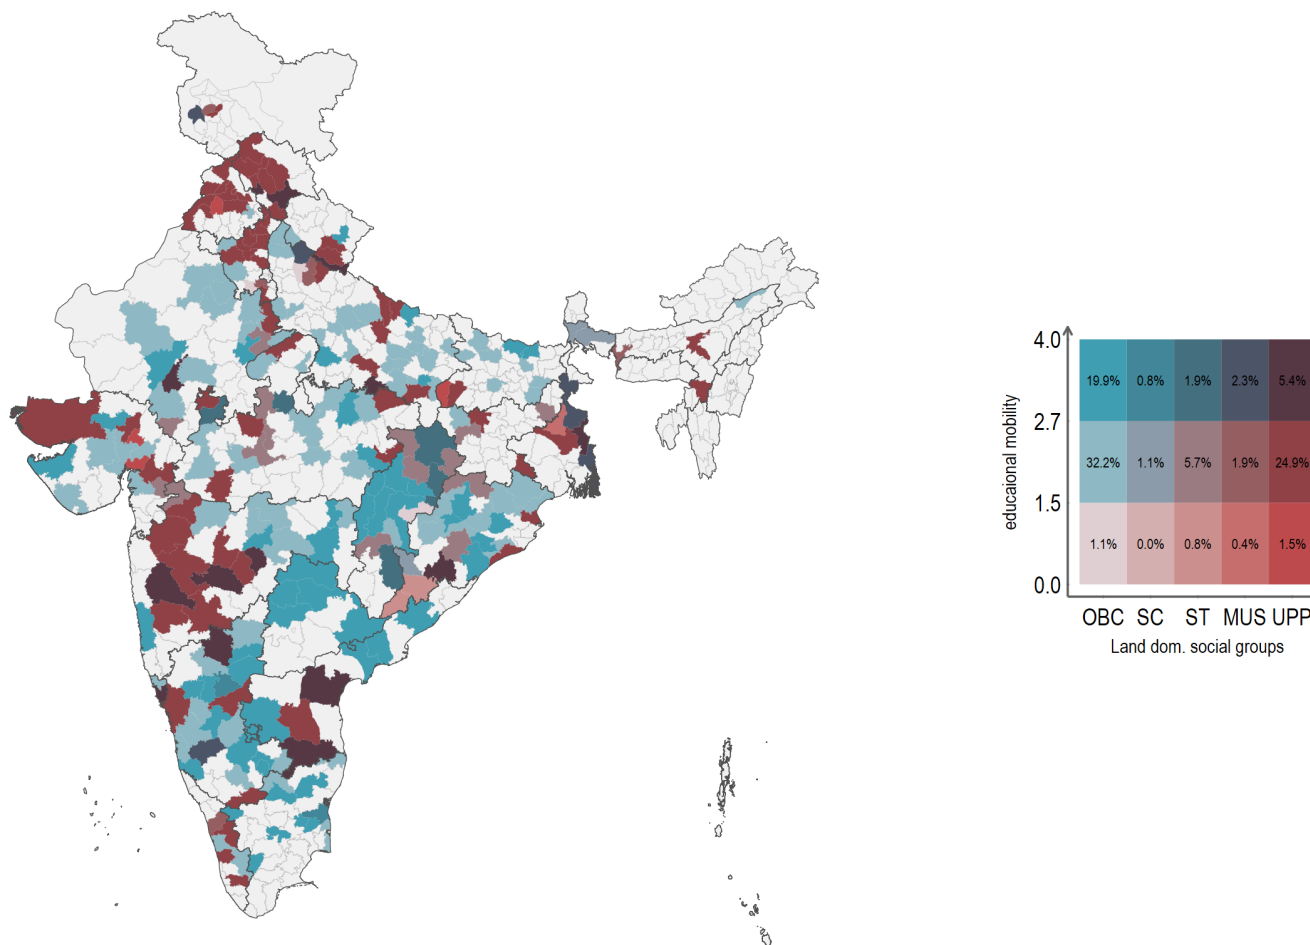 4.0
19.9% 0.8% 1.9% 2.3% 5.4%
2.7
32.2% 1.1% 5.7% 1.9% 24.9%
1.5
1.1% 0.0% 0.8% 0.4% 1.5%
0.0
educaional mobility
OBC SC ST MUS UPP
Land dom. social groups